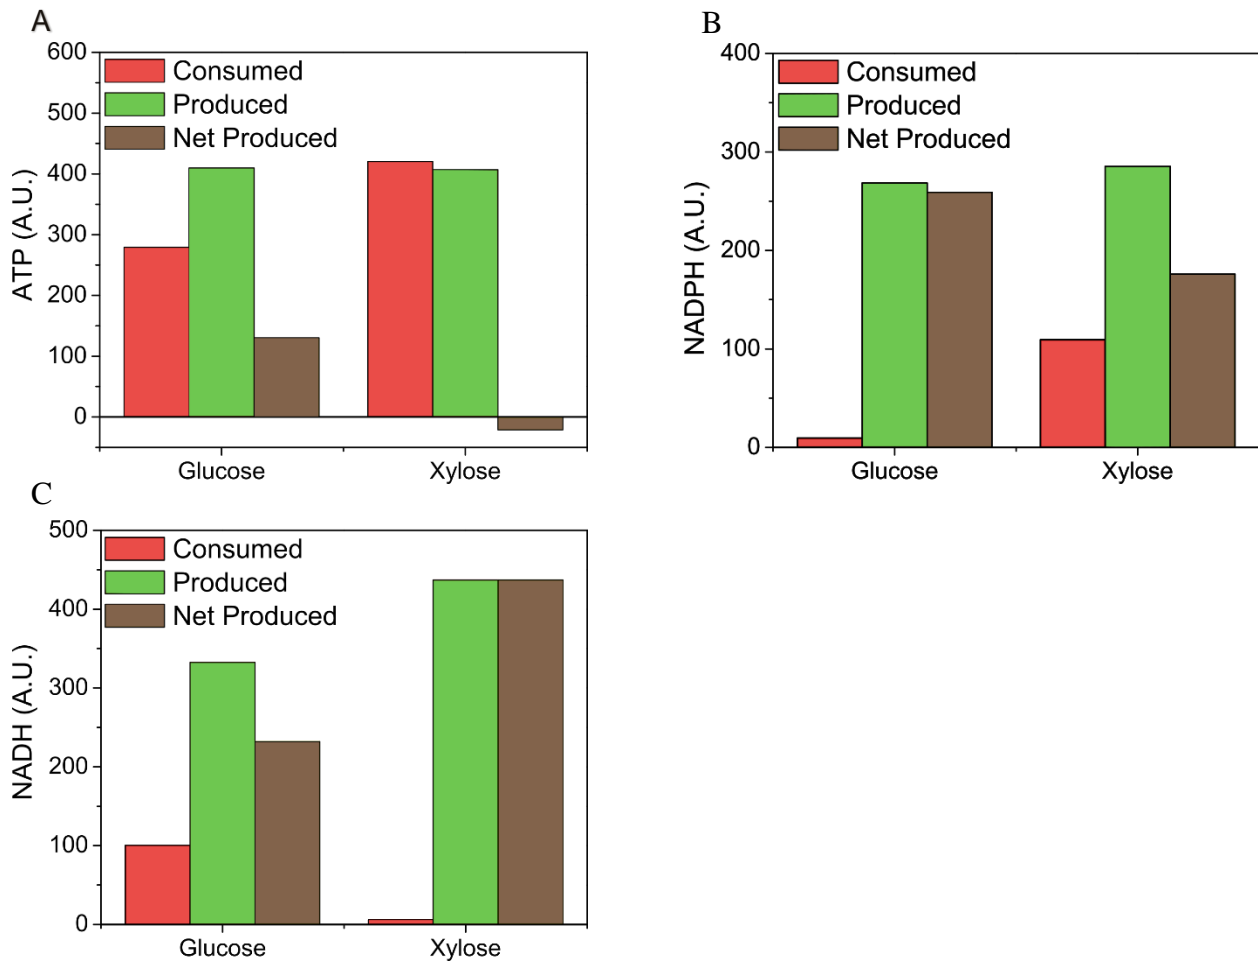 A
600
500
400
300
200
100
0
ATP (A.U.)
Consumed
Produced
Net Produced
Glucose
Xylose
B
400
300
200
100
0
NADPH (A.U.)
Consumed
Produced
Net Produced
Glucose
Xylose
C
500
400
300
200
100
0
NADH (A.U.)
Consumed
Produced
Net Produced
Glucose
Xylose